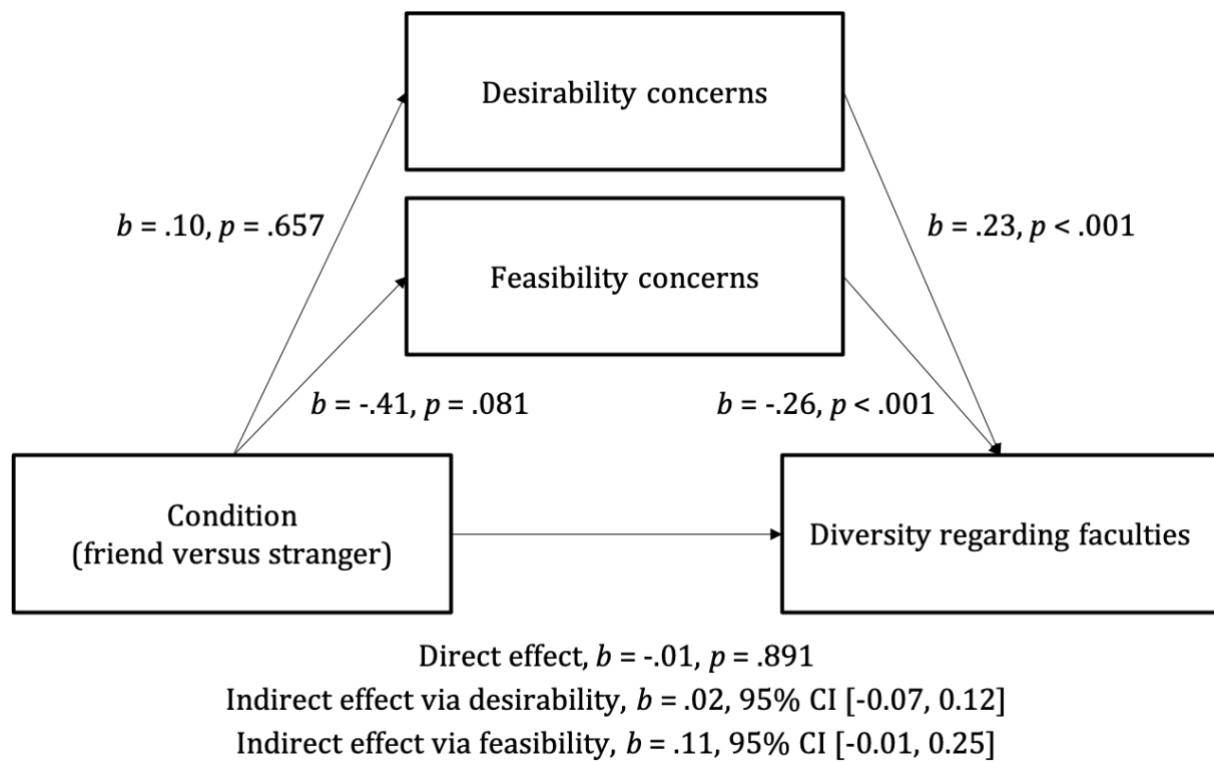 Desirability concerns
b = .10, p = .657
b = .23, p < .001
Feasibility concerns
b = -.41, p = .081
b = -.26, p < .001
Condition
(friend versus stranger)
Diversity regarding faculties
Direct effect, b = -.01, p = .891
Indirect effect via desirability, b = .02, 95% CI [-0.07, 0.12]
Indirect effect via feasibility, b = .11, 95% CI [-0.01, 0.25]